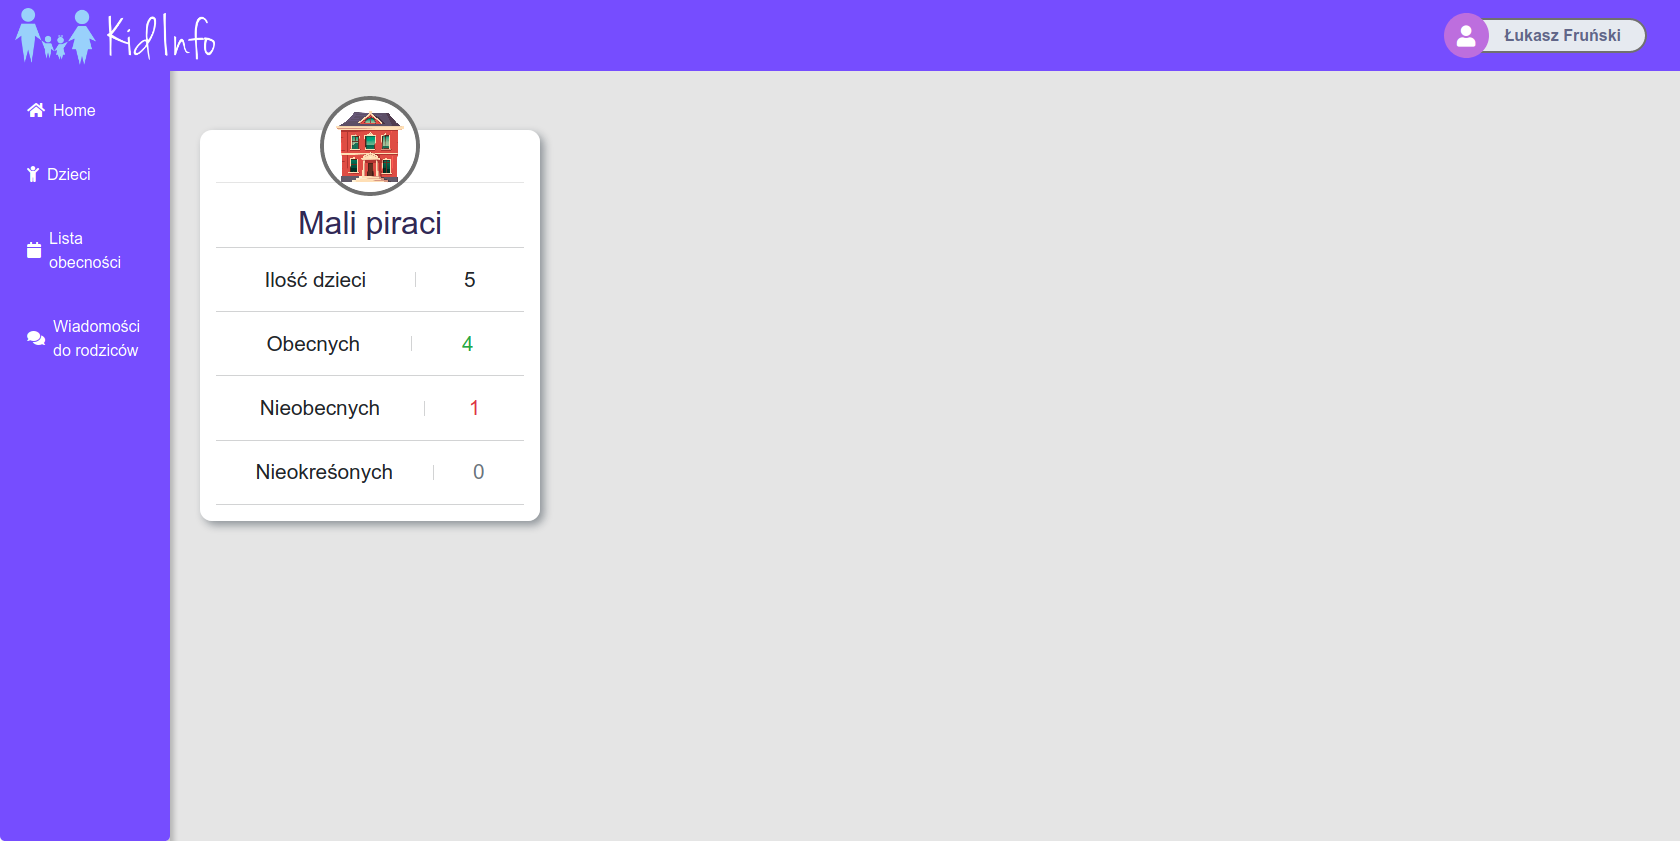 KidInfo
Łukasz Fruński
Home
Dzieci
Lista
obecności
Wiadomości
do rodziców
Mali piraci
Ilość dzieci 5
Obecnych 4
Nieobecnych 1
Nieokreśonych 0